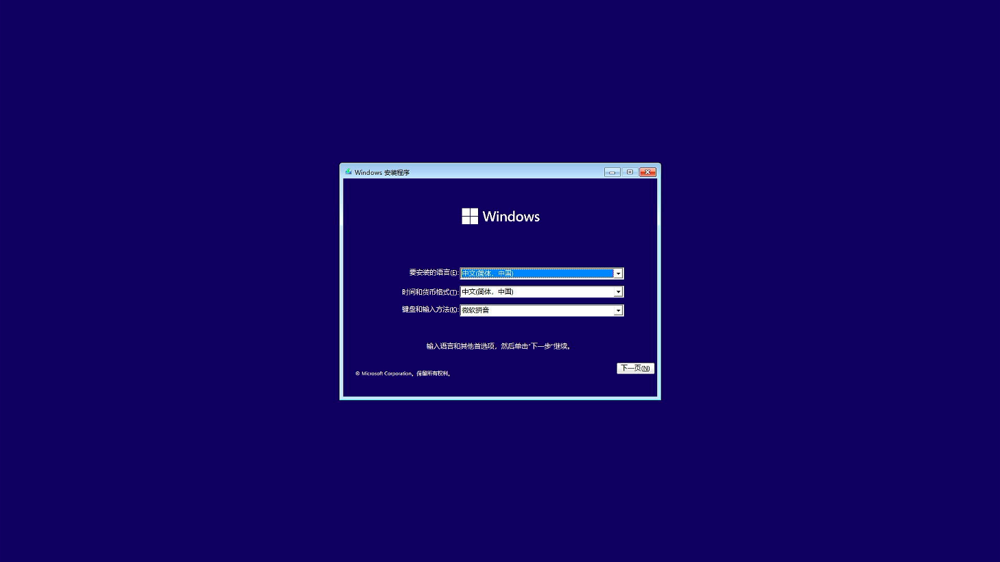 Windows 安装程序
Windows
要安装的语言(E): 中文(简体，中国)
时间和货币格式(T): 中文(简体，中国)
键盘和输入方法(K): 微软拼音
输入语言和其他首选项，然后单击"下一步"继续。
下一页(N)
© Microsoft Corporation。保留所有权利。